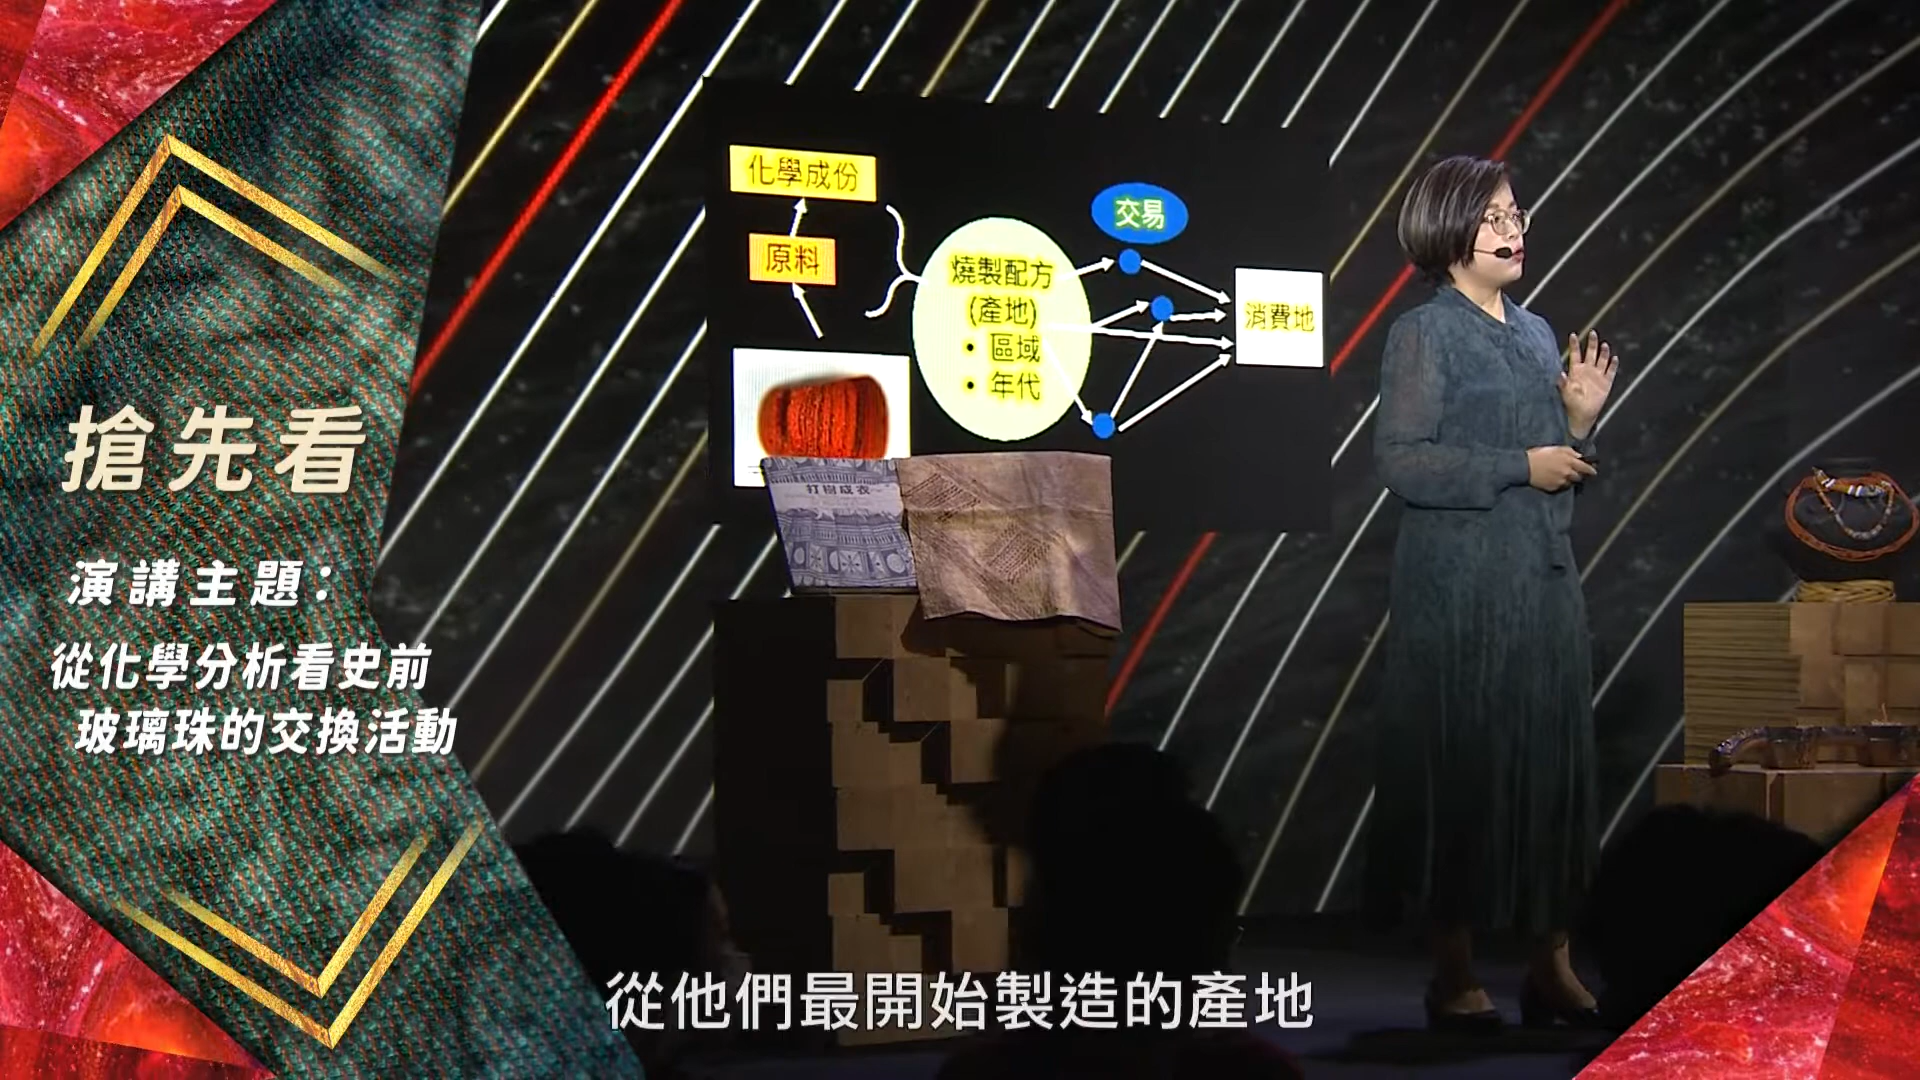 搶先看
演講主題：
從化學分析看史前
玻璃珠的交換活動
化學成份
原料
燒製配方
(產地)
• 區域
• 年代
交易
消費地
打樹成衣
從他們最開始製造的產地